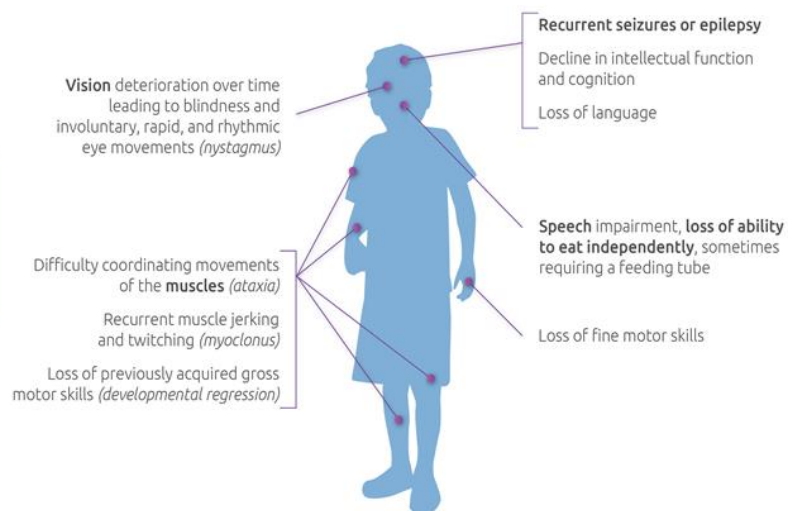 Recurrent seizures or epilepsy
Decline in intellectual function
and cognition
Loss of language
Vision deterioration over time
leading to blindness and
involuntary, rapid, and rhythmic
eye movements (nystagmus)
Speech impairment, loss of ability
to eat independently, sometimes
requiring a feeding tube
Difficulty coordinating movements
of the muscles (ataxia)
Recurrent muscle jerking
and twitching (myoclonus)
Loss of previously acquired gross
motor skills (developmental regression)
Loss of fine motor skills